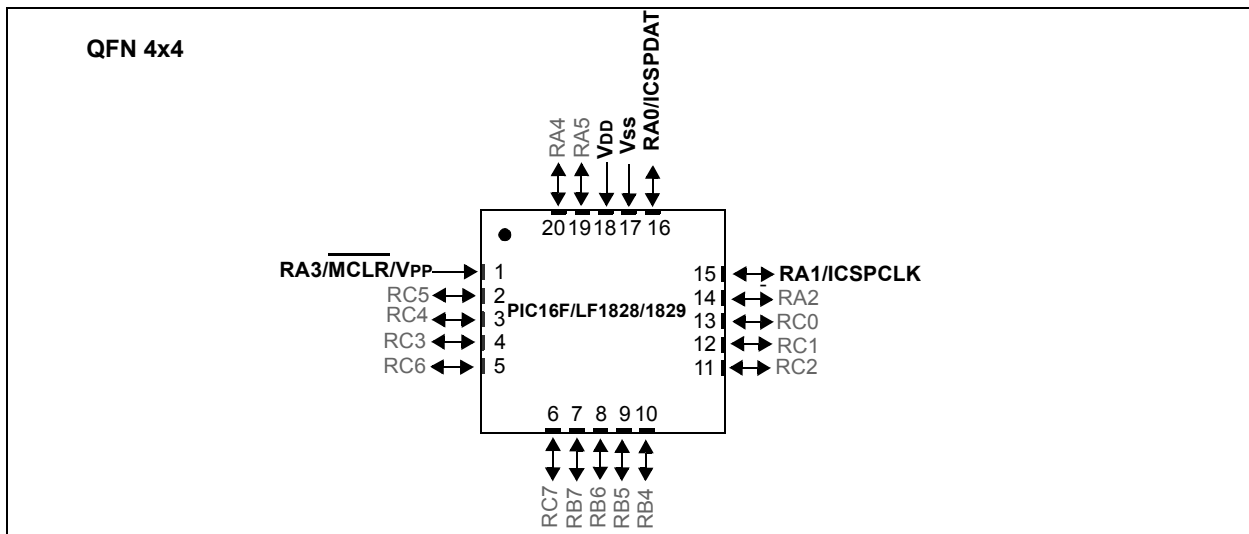 QFN 4x4
RA4
RA5
VDD
Vss
RA0/ICSPDAT
20 19 18 17 16
RA3/MCLR/VPP 1
RC5 2
RC4 3
RC3 4
RC6 5
PIC16F/LF1828/1829
15 RA1/ICSPCLK
14 RA2
13 RC0
12 RC1
11 RC2
6 7 8 9 10
RC7
RB7
RB6
RB5
RB4